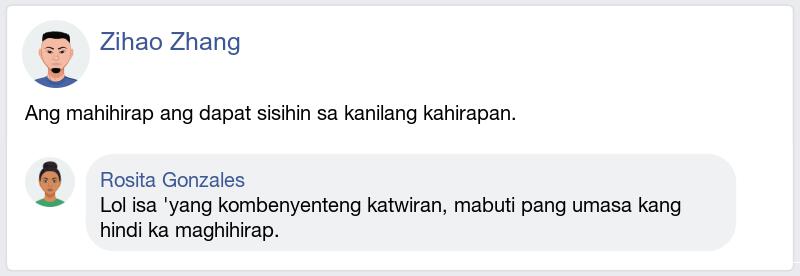 Zihao Zhang
Ang mahihirap ang dapat sisihin sa kanilang kahirapan.
Rosita Gonzales
Lol isa 'yang kombenyenteng katwiran, mabuti pang umasa kang
hindi ka maghihirap.